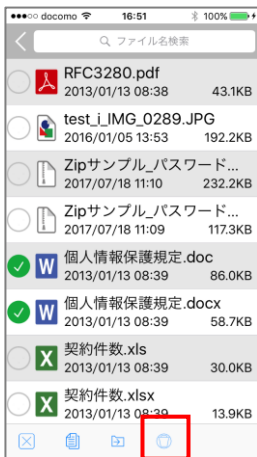 docomo 16:51 100%
ファイル名検索
RFC3280.pdf
2013/01/13 08:38 43.1KB
test_i_IMG_0289.JPG
2016/01/05 13:53 192.2KB
Zipサンプル_パスワード...
2017/07/18 11:10 232.2KB
Zipサンプル_パスワード...
2017/07/18 11:09 117.3KB
W 個人情報保護規定.doc
2013/01/13 08:39 86.0KB
W 個人情報保護規定.docx
2013/01/13 08:39 58.7KB
X 契約件数.xls
2013/01/13 08:39 30.0KB
X 契約件数.xlsx
2013/01/13 08:39 13.9KB